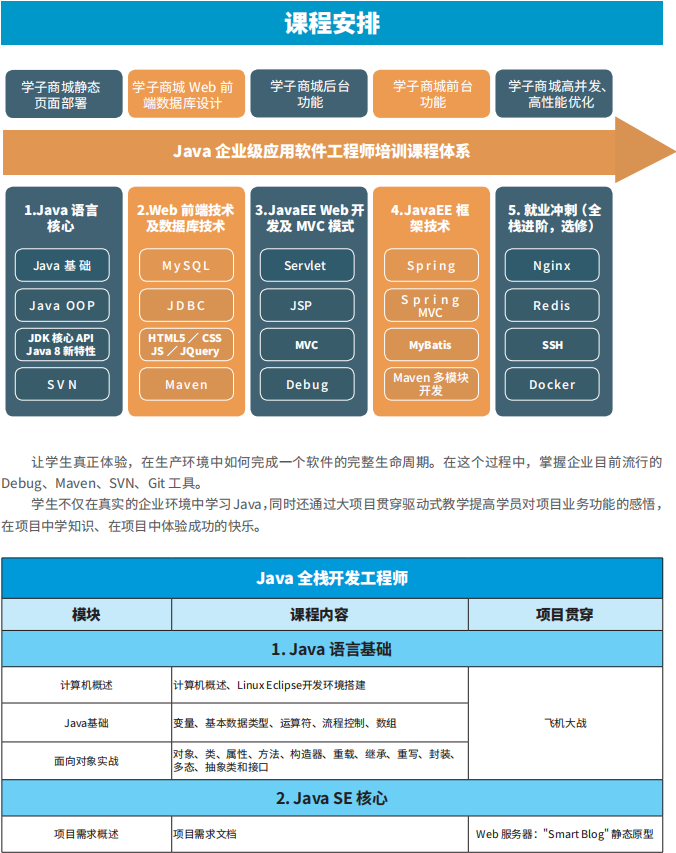 课程安排
学子商城静态
页面部署
学子商城 Web 前
端数据库设计
学子商城后台
功能
学子商城前台
功能
学子商城高并发、
高性能优化
Java 企业级应用软件工程师培训课程体系
1.Java 语言
核心
Java 基 础
Java OOP
JDK 核心 API
Java 8 新特性
SVN
2.Web 前端技术
及数据库技术
MySQL
JDBC
HTML5 ／ CSS
JS ／ JQuery
Maven
3.JavaEE Web 开
发及 MVC 模式
Servlet
JSP
MVC
Debug
4.JavaEE 框
架技术
Spring
Spring
MVC
MyBatis
Maven 多模块
开发
5. 就业冲刺（全
栈进阶，选修）
Nginx
Redis
SSH
Docker
让学生真正体验，在生产环境中如何完成一个软件的完整生命周期。在这个过程中，掌握企业目前流行的
Debug、Maven、SVN、Git 工具。
学生不仅在真实的企业环境中学习 Java，同时还通过大项目贯穿驱动式教学提高学员对项目业务功能的感悟，
在项目中学知识、在项目中体验成功的快乐。
Java 全栈开发工程师
模块
课程内容
项目贯穿
1. Java 语言基础
计算机概述
计算机概述、Linux Eclipse开发环境搭建
Java基础
变量、基本数据类型、运算符、流程控制、数组
飞机大战
面向对象实战
对象、类、属性、方法、构造器、重载、继承、重写、封装、
多态、抽象类和接口
2. Java SE 核心
项目需求概述
项目需求文档
Web 服务器："Smart Blog" 静态原型